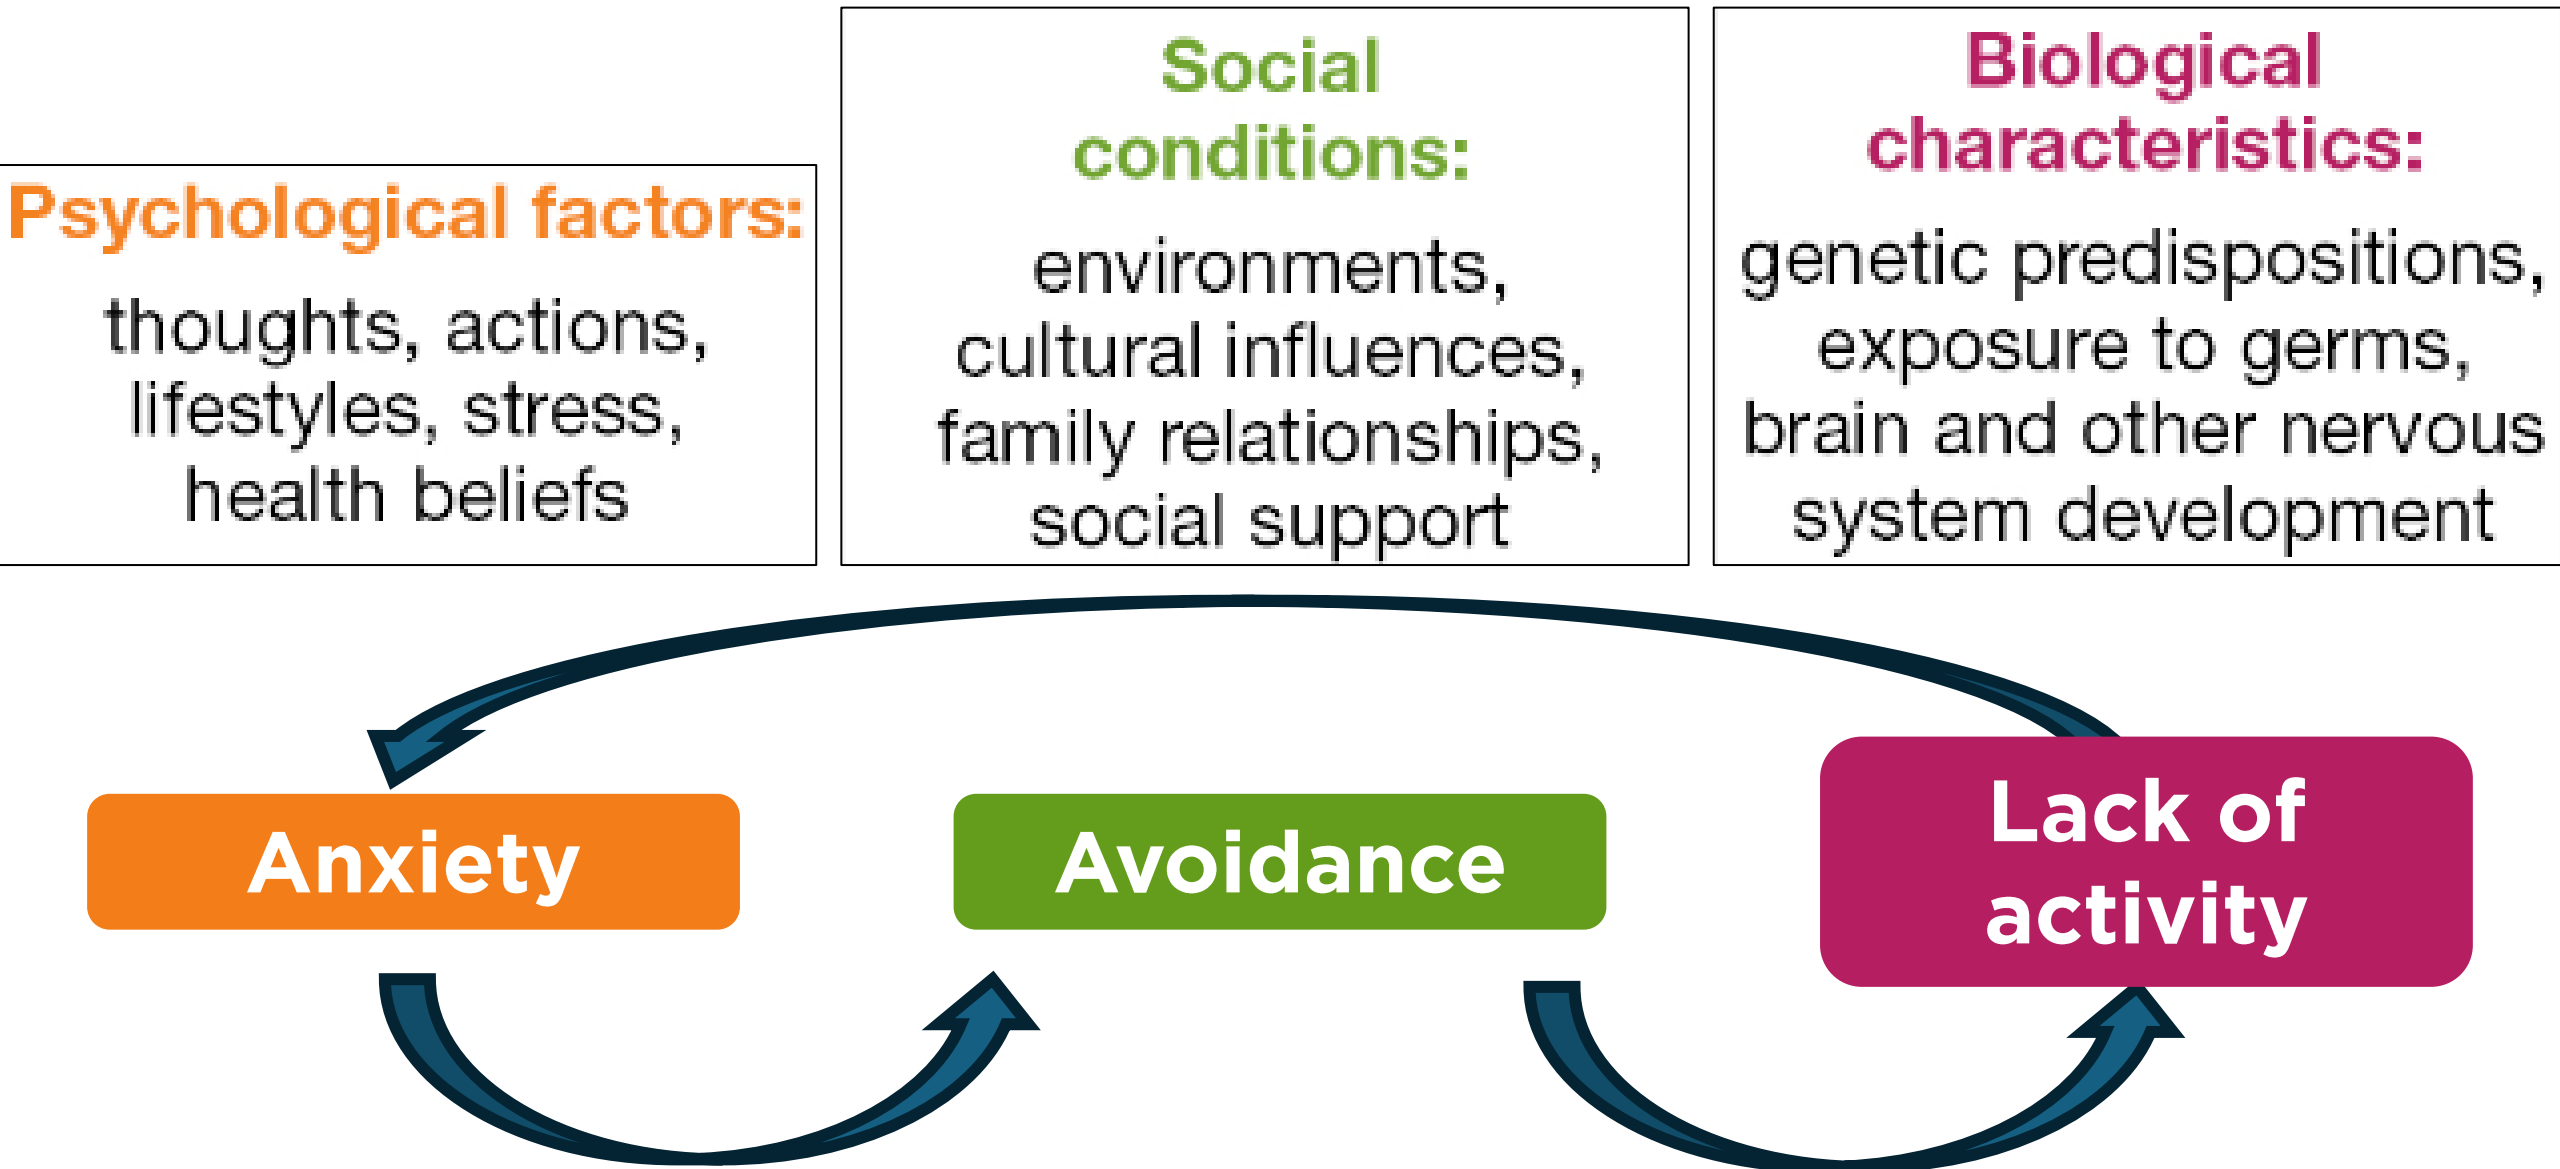 Psychological factors:
thoughts, actions,
lifestyles, stress,
health beliefs
Social
conditions:
environments,
cultural influences,
family relationships,
social support
Biological
characteristics:
genetic predispositions,
exposure to germs,
brain and other nervous
system development
Anxiety
Avoidance
Lack of
activity